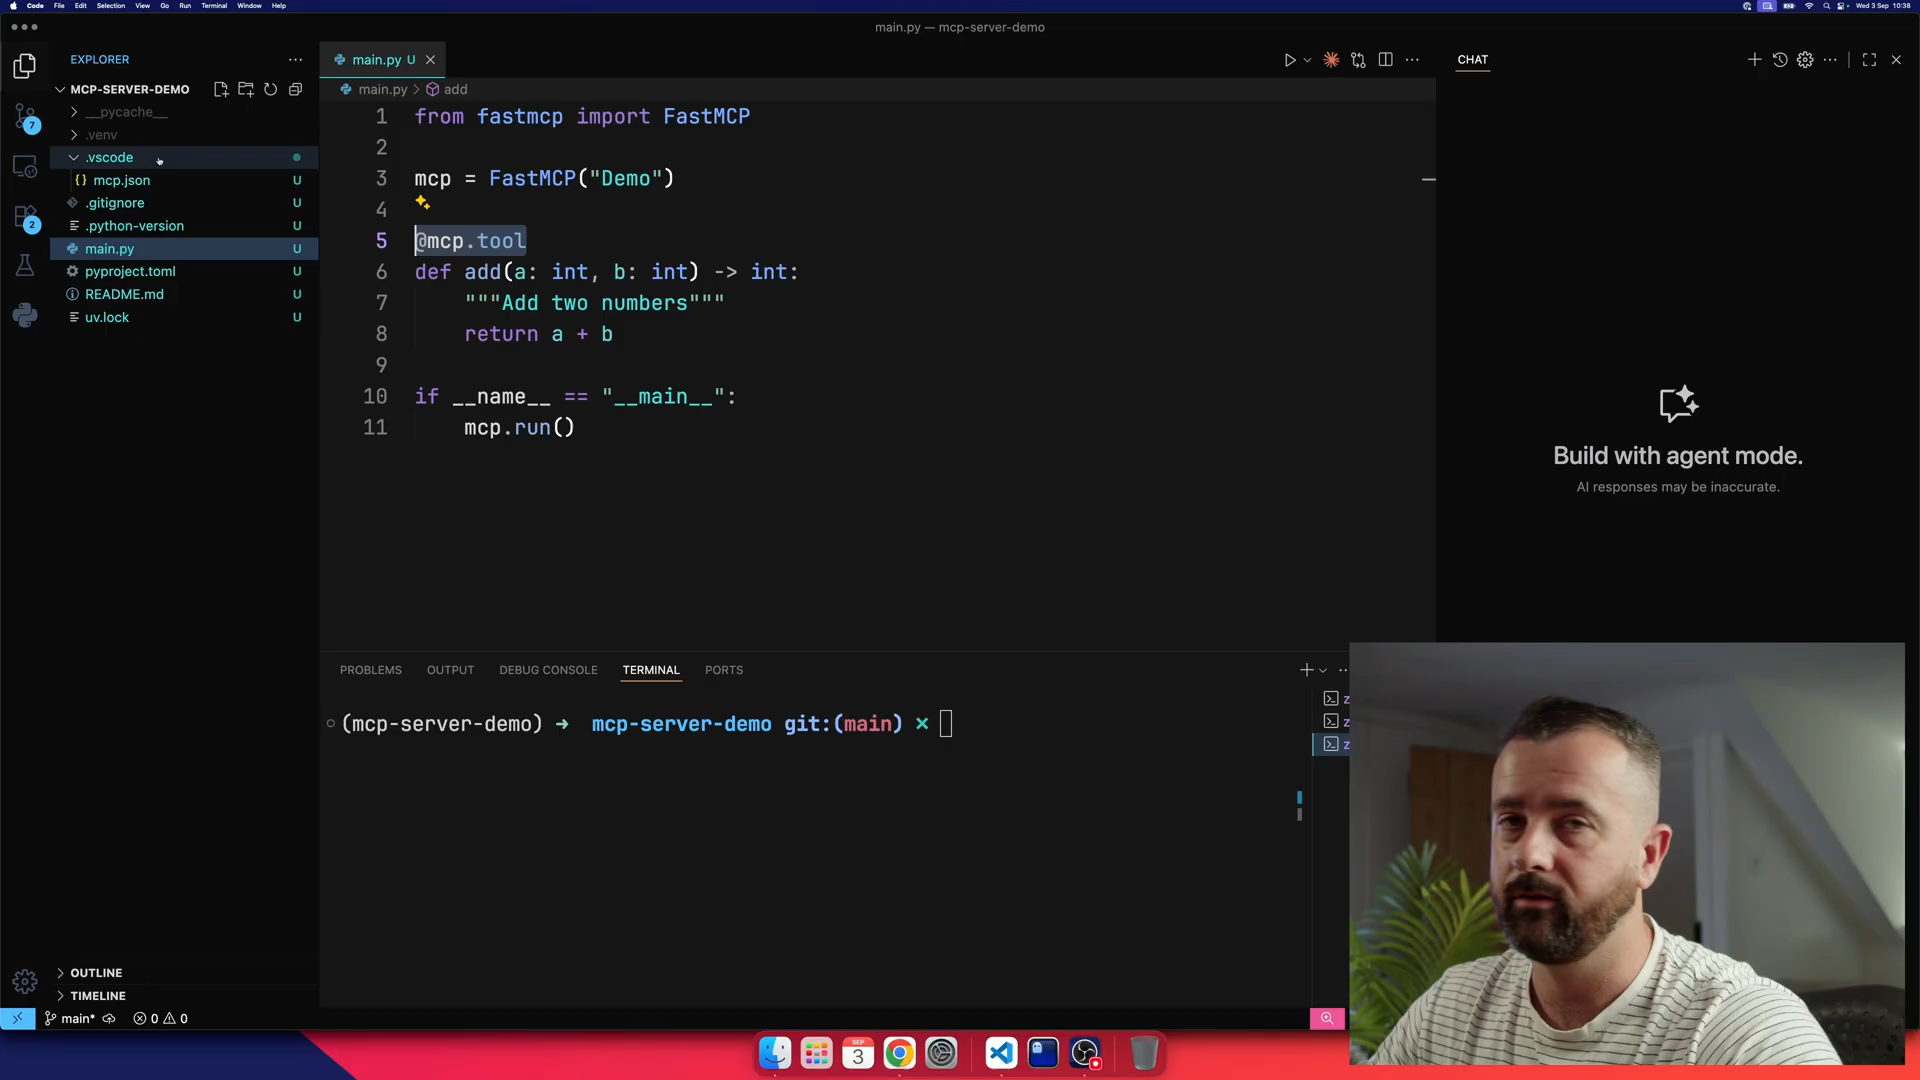 Code File Edit Selection View Go Run Terminal Window Help
Wed 3 Sep 10:38
main.py — mcp-server-demo
EXPLORER
MCP-SERVER-DEMO
__pycache__
.venv
.vscode
{} mcp.json U
.gitignore U
.python-version U
main.py U
pyproject.toml U
README.md U
uv.lock U
7
2
OUTLINE
TIMELINE
main.py U
main.py > add
1 from fastmcp import FastMCP
2
3 mcp = FastMCP("Demo")
4
5 @mcp.tool
6 def add(a: int, b: int) -> int:
7 """Add two numbers"""
8 return a + b
9
10 if __name__ == "__main__":
11 mcp.run()
CHAT
Build with agent mode.
AI responses may be inaccurate.
PROBLEMS OUTPUT DEBUG CONSOLE TERMINAL PORTS
(mcp-server-demo) ➜ mcp-server-demo git:(main) ×
z
z
z
main* 0 0
SEP
3